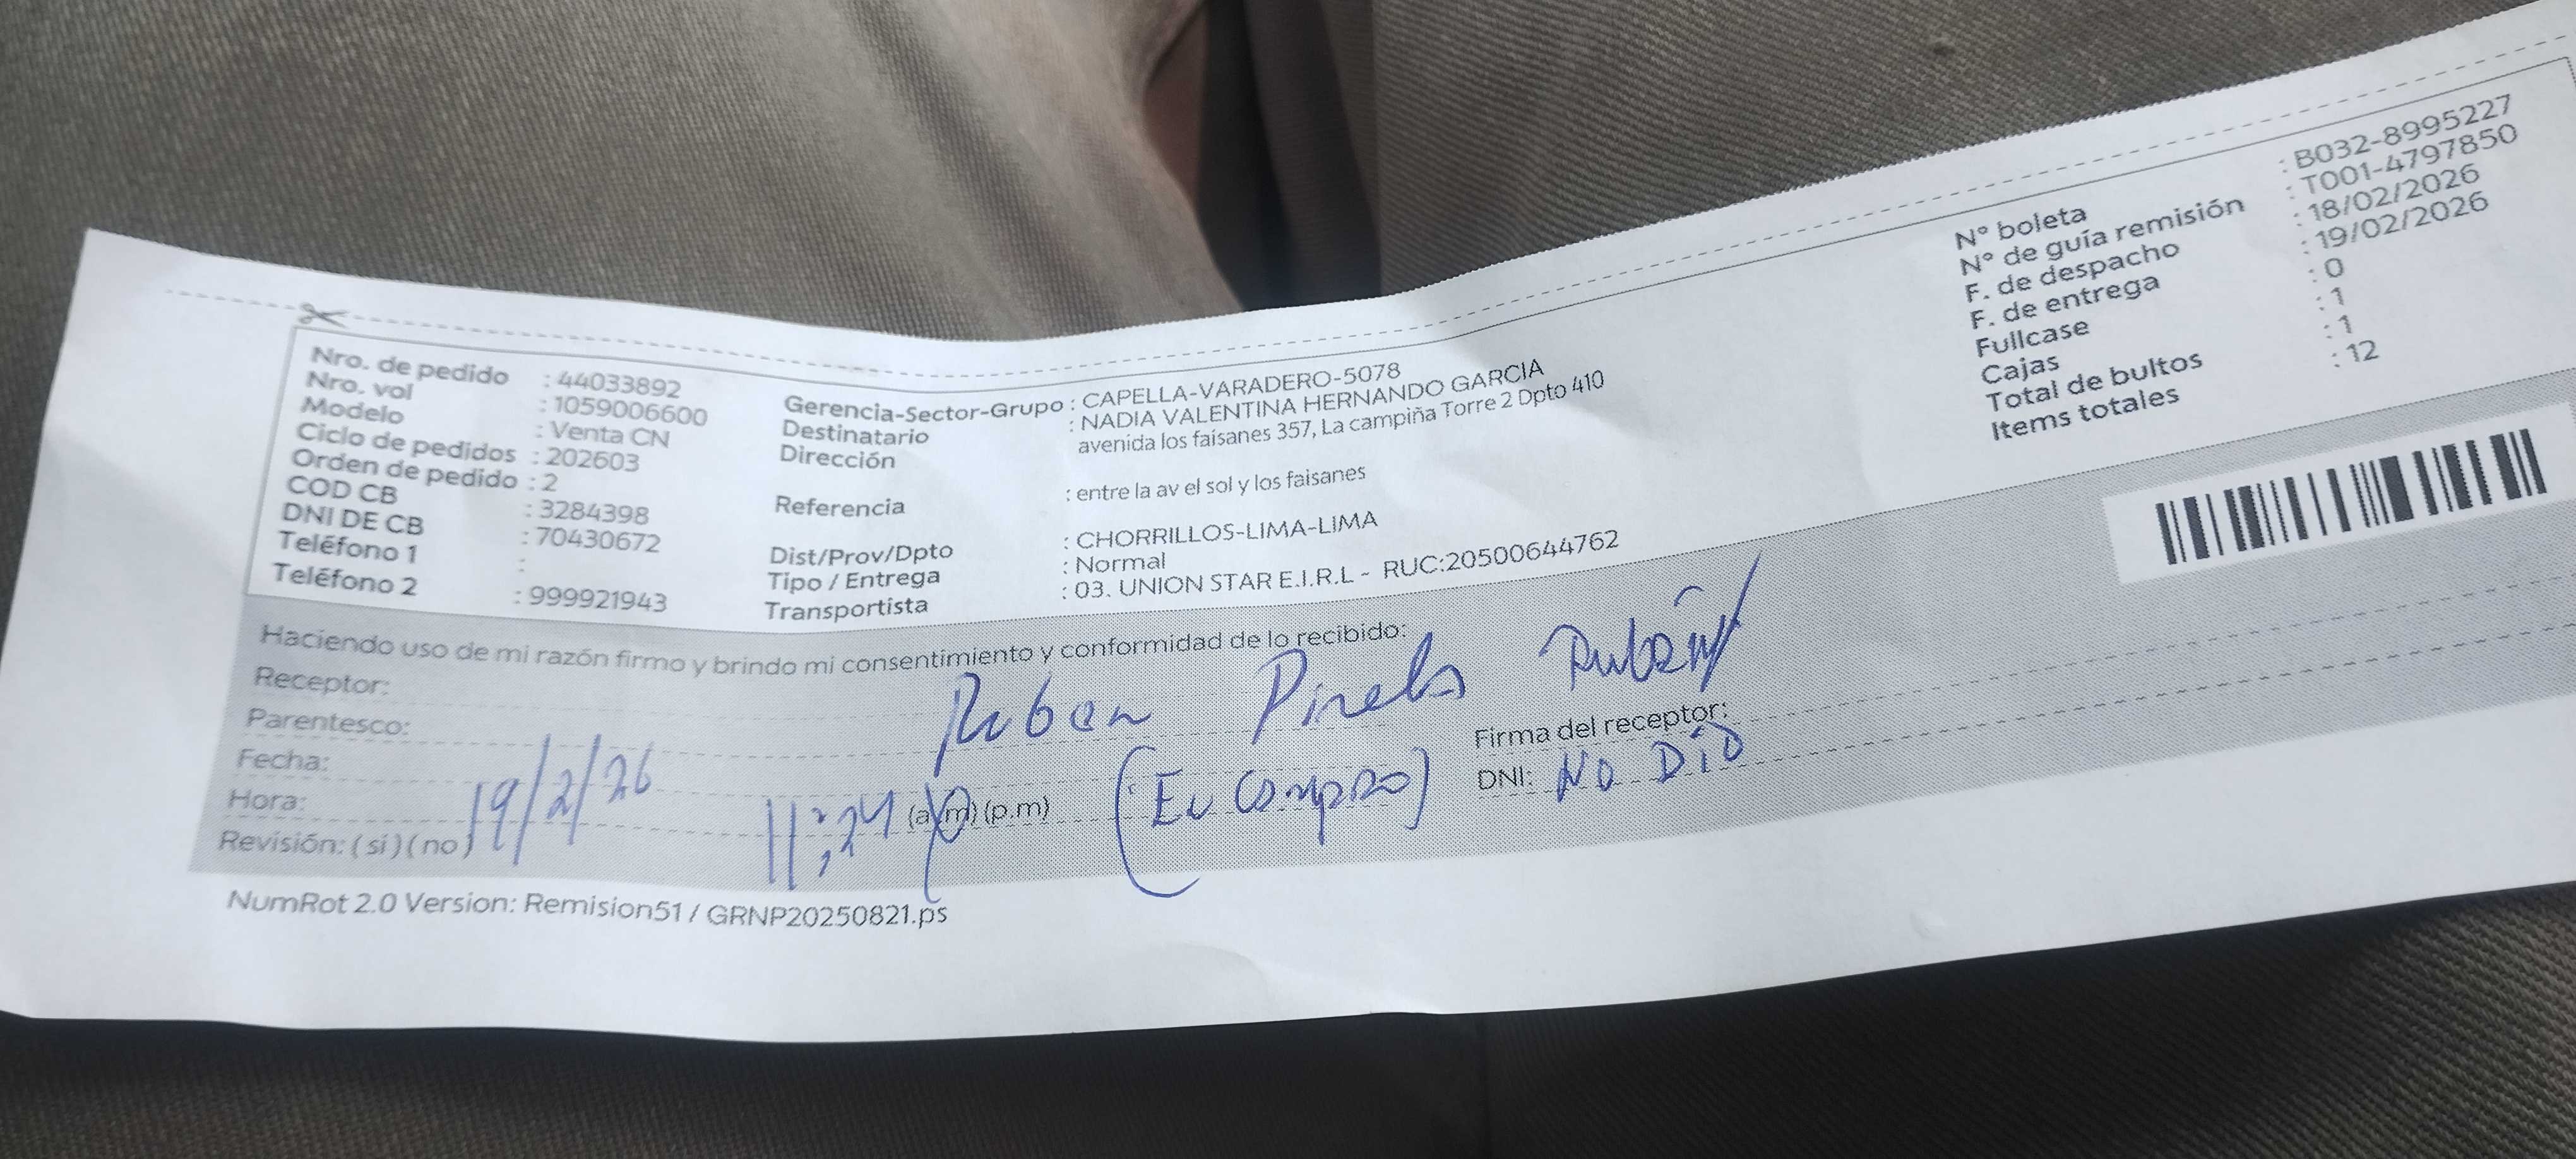 Nro. de pedido : 44033892
Nro. vol : 1059006600
Modelo : Venta CN
Ciclo de pedidos : 202603
Orden de pedido : 2
COD CB : 3284398
DNI DE CB : 70430672
Teléfono 1 :
Teléfono 2 : 999921943
Gerencia-Sector-Grupo : CAPELLA-VARADERO-5078
Destinatario : NADIA VALENTINA HERNANDO GARCIA
Dirección avenida los faisanes 357, La campiña Torre 2 Dpto 410
Referencia : entre la av el sol y los faisanes
Dist/Prov/Dpto : CHORRILLOS-LIMA-LIMA
Tipo / Entrega : Normal
Transportista : 03. UNION STAR E.I.R.L - RUC:20500644762
N° boleta : B032-8995227
N° de guía remisión : T001-4797850
F. de despacho : 18/02/2026
F. de entrega : 19/02/2026
Fullcase : 0
Cajas : 1
Total de bultos : 1
Items totales : 12
Haciendo uso de mi razón firmo y brindo mi consentimiento y conformidad de lo recibido:
Receptor: Ruben
Parentesco:
Firma del receptor:
Fecha: 19/2/26
DNI: NO DIO
Hora: 11:24 (a.m) (p.m)
Revisión: (si) (no)
NumRot 2.0 Version: Remision51 / GRNP20250821.ps